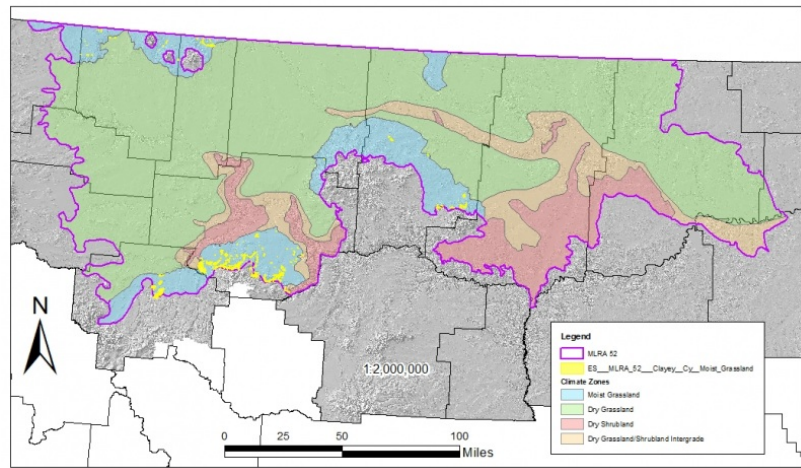 N
1:2,000,000
0 25 50 100
Miles
Legend
MLRA 52
ES___MLRA_52___Clayey__Cy__Moist_Grassland
Climate Zones
Moist Grassland
Dry Grassland
Dry Shrubland
Dry Grassland/Shrubland Intergrade